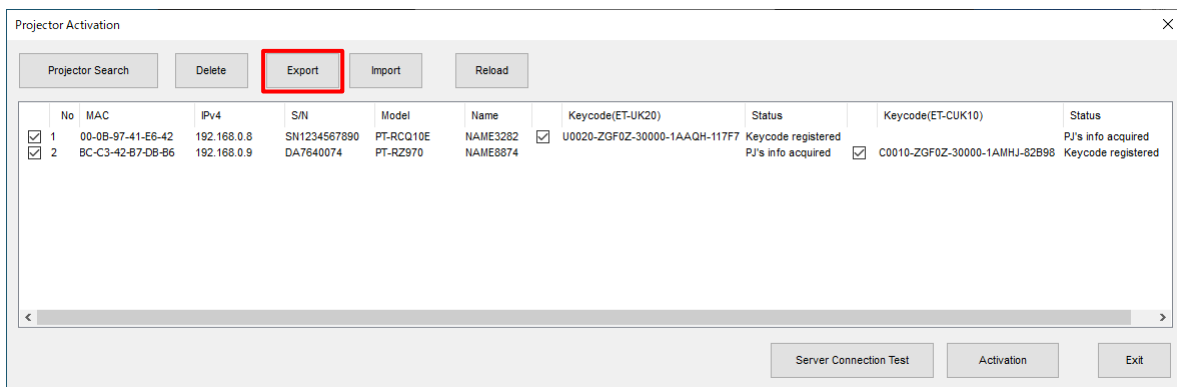 Projector Activation
Projector Search Delete Export Import Reload
No MAC IPv4 S/N Model Name Keycode(ET-UK20) Status Keycode(ET-CUK10) Status
1 00-0B-97-41-E6-42 192.168.0.8 SN1234567890 PT-RCQ10E NAME3282 U0020-ZGF0Z-30000-1AAQH-117F7 Keycode registered PJ's info acquired
2 BC-C3-42-B7-DB-B6 192.168.0.9 DA7640074 PT-RZ970 NAME8874 PJ's info acquired C0010-ZGF0Z-30000-1AMHJ-82B98 Keycode registered
Server Connection Test Activation Exit